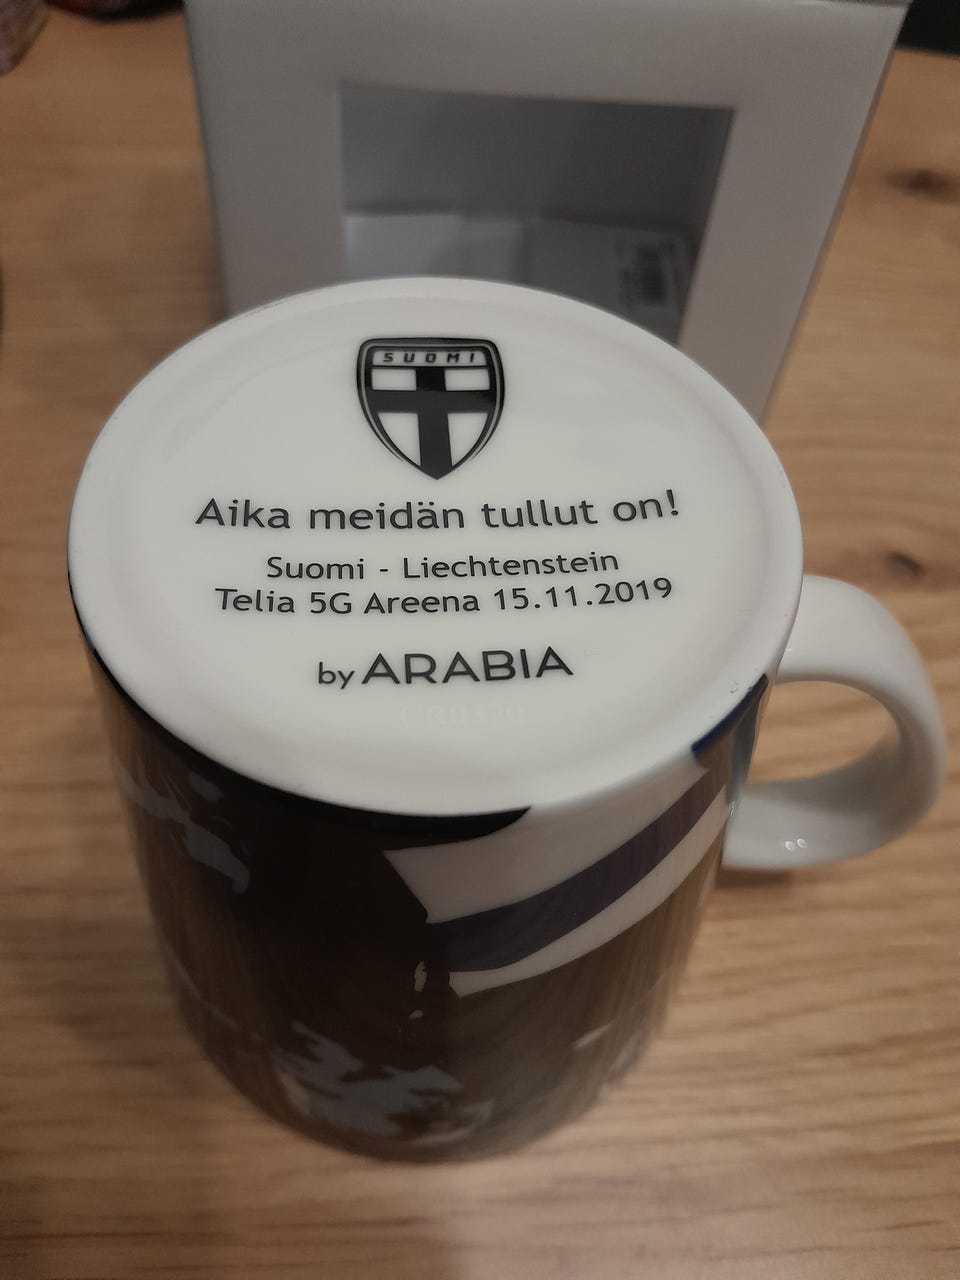 SUOMI
Aika meidän tullut on!
Suomi - Liechtenstein
Telia 5G Areena 15.11.2019
by ARABIA